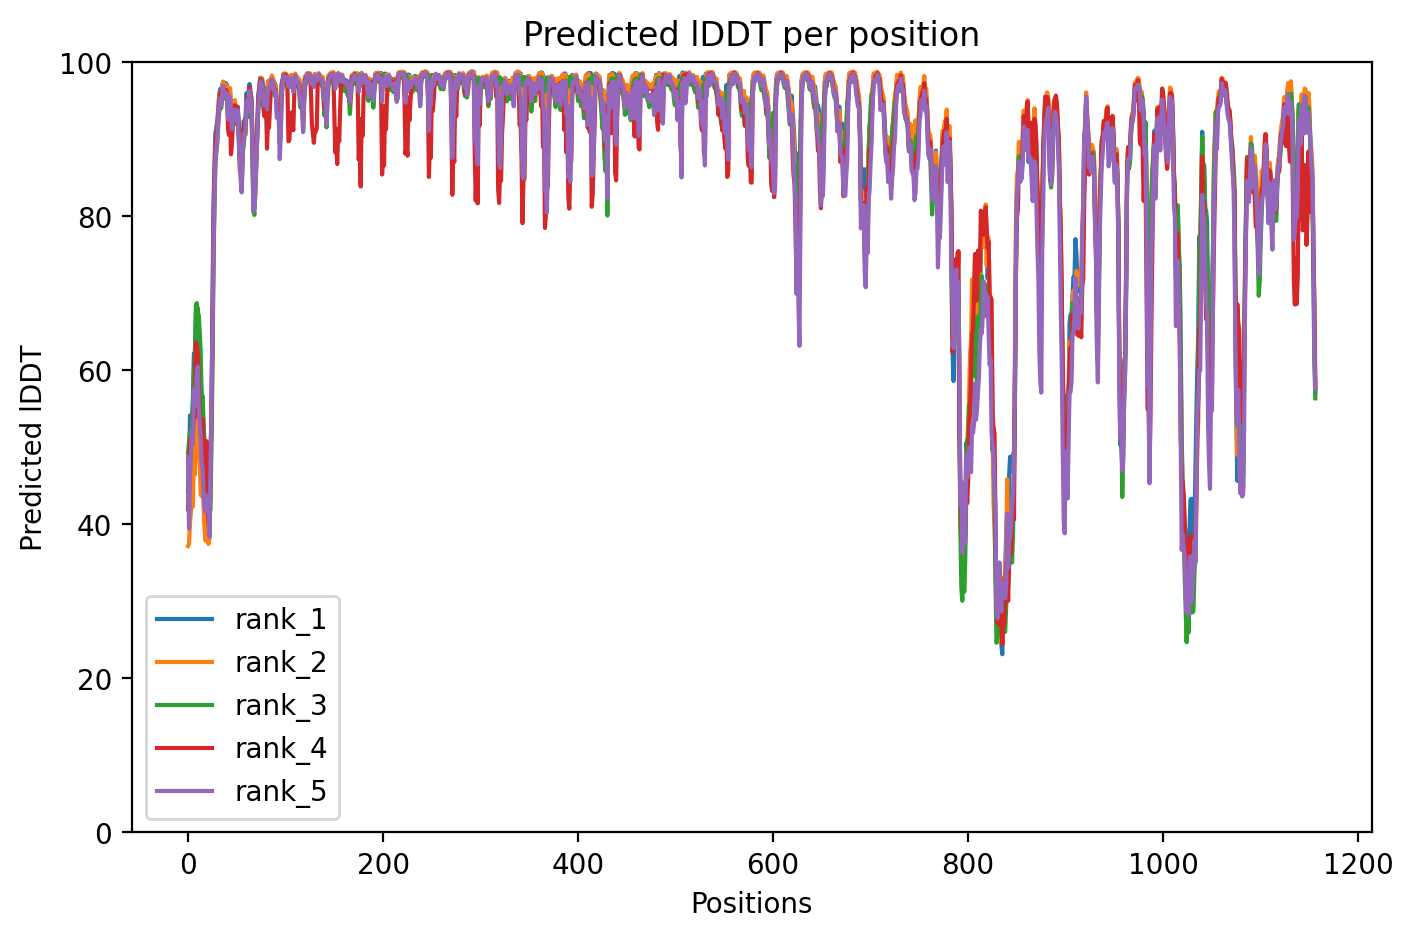 Predicted lDDT per position
100
80
60
40
20
0
Predicted lDDT
rank_1
rank_2
rank_3
rank_4
rank_5
0 200 400 600 800 1000 1200
Positions